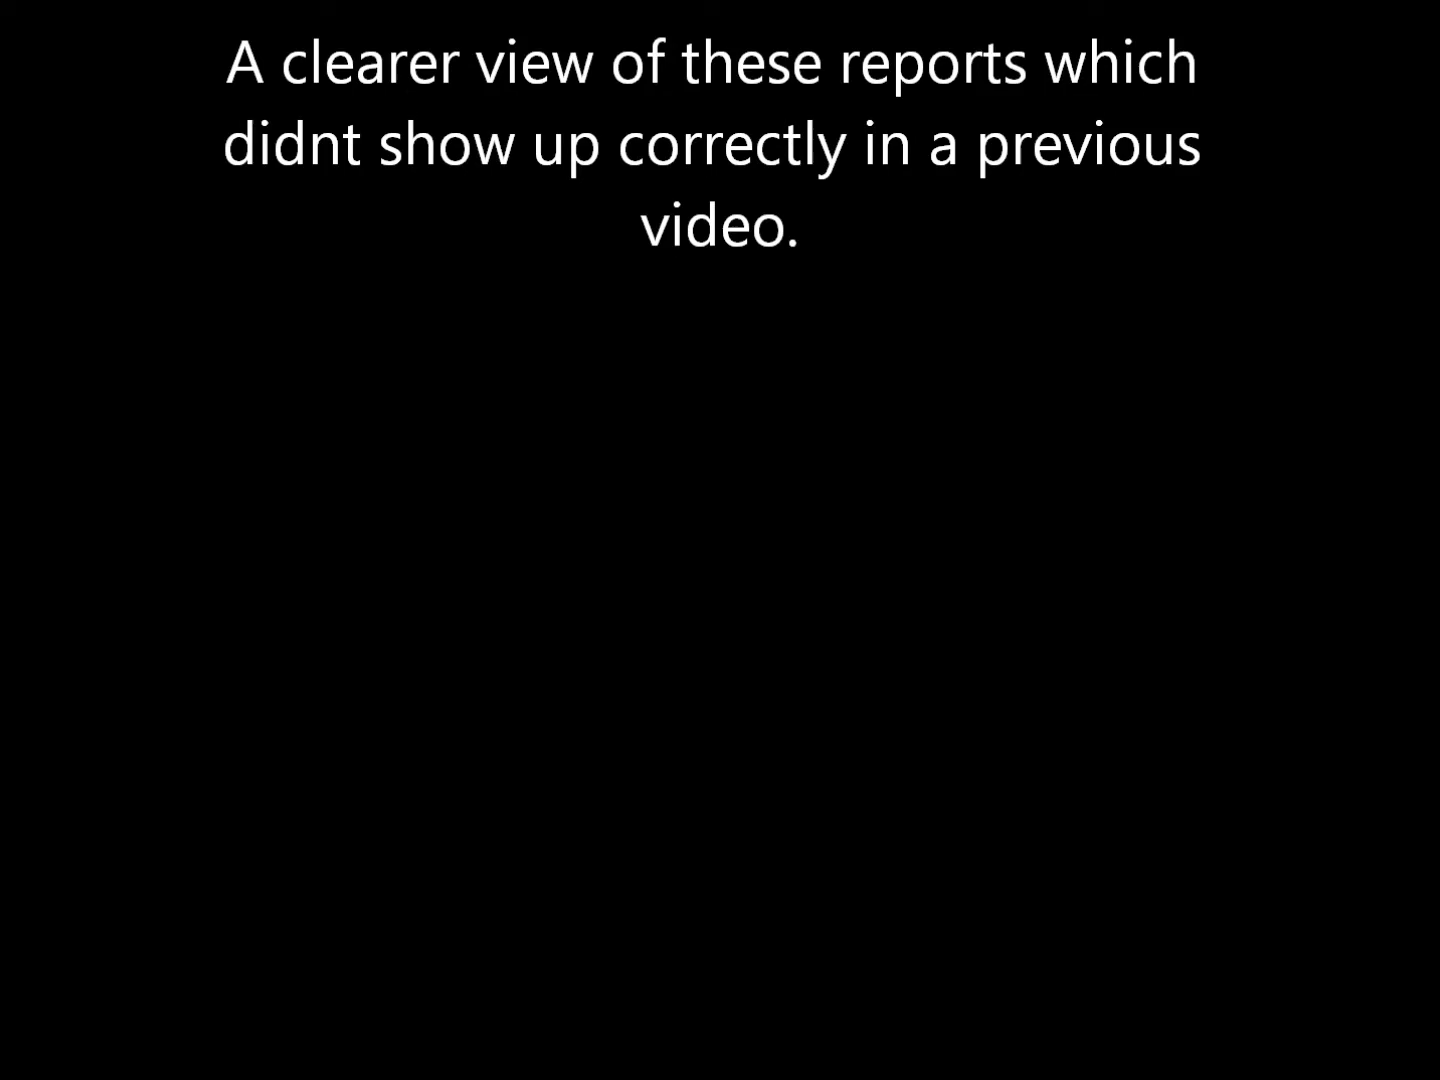 A clearer view of these reports which
didnt show up correctly in a previous
video.